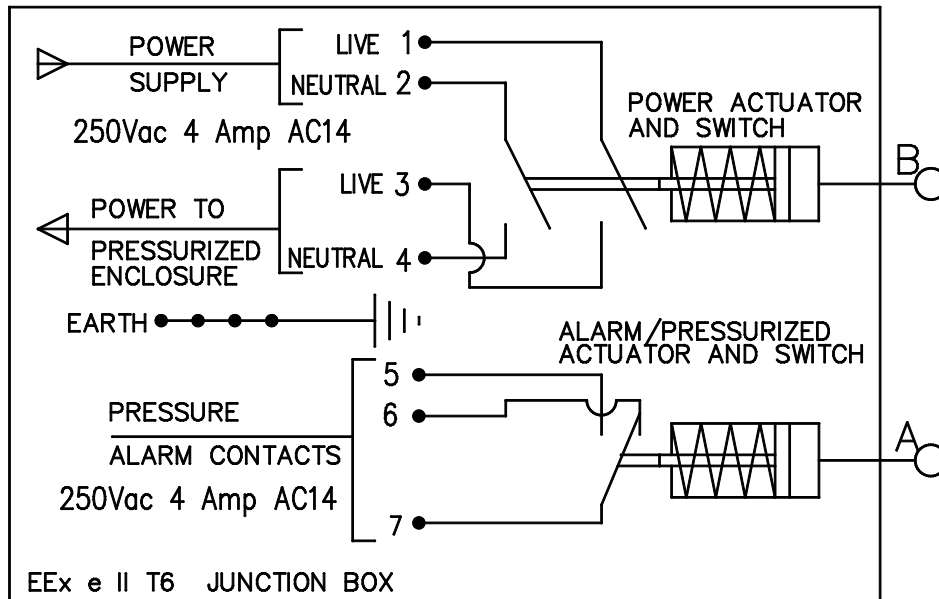 POWER
SUPPLY
LIVE 1
NEUTRAL 2
250Vac 4 Amp AC14
POWER ACTUATOR
AND SWITCH
B
LIVE 3
POWER TO
PRESSURIZED
ENCLOSURE
NEUTRAL 4
EARTH
ALARM/PRESSURIZED
ACTUATOR AND SWITCH
5
6
PRESSURE
ALARM CONTACTS
A
250Vac 4 Amp AC14
7
EEx e II T6 JUNCTION BOX